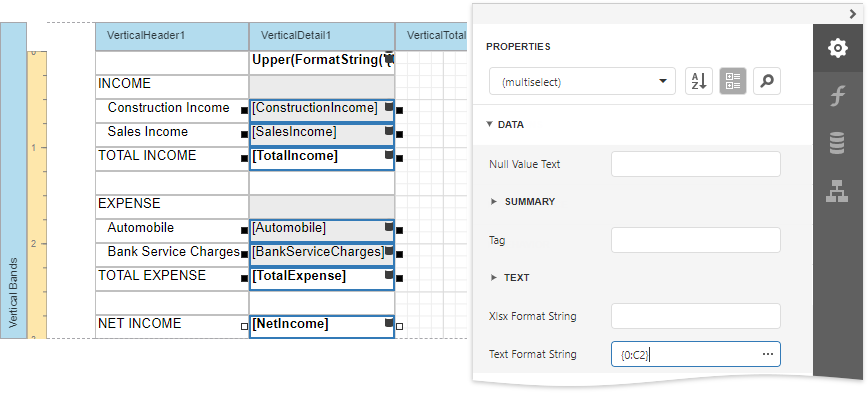 VerticalHeader1 VerticalDetail1 VerticalTotal
Upper(FormatString('{
INCOME
Construction Income [ConstructionIncome]
Sales Income [SalesIncome]
TOTAL INCOME [TotalIncome]
EXPENSE
Automobile [Automobile]
Bank Service Charges [BankServiceCharges]
TOTAL EXPENSE [TotalExpense]
NET INCOME [NetIncome]
Vertical Bands
0
1
2
3
PROPERTIES
(multiselect)
A
Z
DATA
Null Value Text
SUMMARY
Tag
TEXT
Xlsx Format String
Text Format String {0:C2}